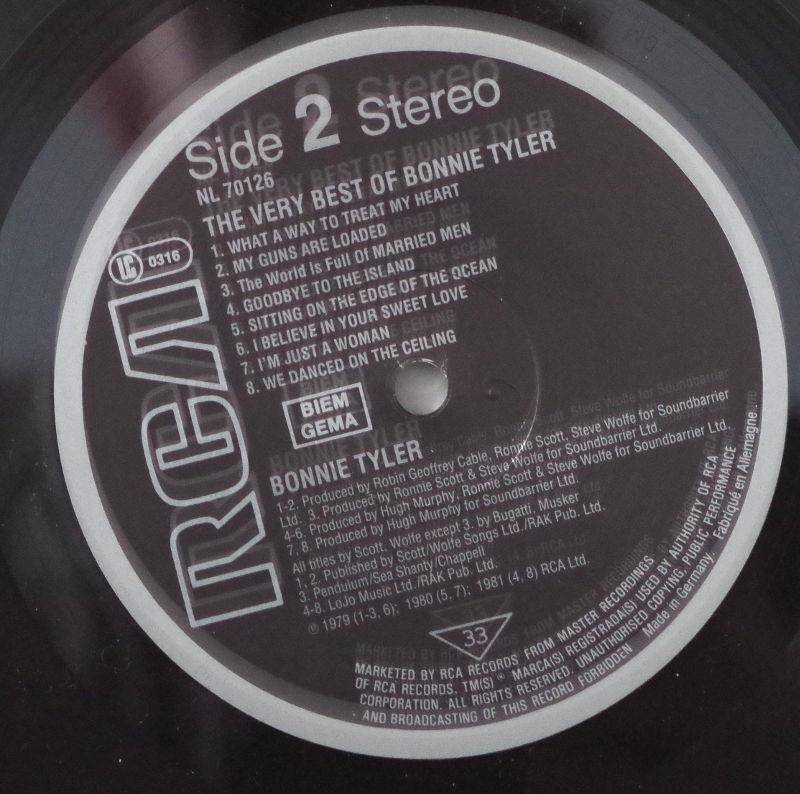 Side 2 Stereo
NL 70126
THE VERY BEST OF BONNIE TYLER
1. WHAT A WAY TO TREAT MY HEART
2. MY GUNS ARE LOADED
3. The World Is Full Of MARRIED MEN
4. GOODBYE TO THE ISLAND
5. SITTING ON THE EDGE OF THE OCEAN
6. I BELIEVE IN YOUR SWEET LOVE
7. I'M JUST A WOMAN
8. WE DANCED ON THE CEILING
LC 0316
RCA
BIEM
GEMA
BONNIE TYLER
1-2. Produced by Robin Geoffrey Cable, Ronnie Scott, Steve Wolfe for Soundbarrier
Ltd. 3. Produced by Ronnie Scott & Steve Wolfe for Soundbarrier Ltd.
4-6. Produced by Hugh Murphy, Ronnie Scott & Steve Wolfe for Soundbarrier Ltd.
7. 8. Produced by Hugh Murphy for Soundbarrier Ltd.
All titles by Scott, Wolfe except 3. by Bugatti, Musker
1, 2. Published by Scott/Wolfe Songs Ltd./RAK Pub. Ltd.
3. Pendulum/Sea Shanty/Chappell
4-8. LoJo Music Ltd./RAK Pub. Ltd.
℗ 1979 (1-3, 6): 1980 (5. 7): 1981 (4, 8) RCA Ltd.
33
MARKETED BY RCA RECORDS FROM MASTER RECORDINGS
OF RCA RECORDS. TM(S) ® MARCA(S) REGISTRADA(S) USED BY AUTHORITY OF RCA
CORPORATION. ALL RIGHTS RESERVED. UNAUTHORISED COPYING, PUBLIC PERFORMANCE
AND BROADCASTING OF THIS RECORD FORBIDDEN · Made in Germany · Fabriqué en Allemagne